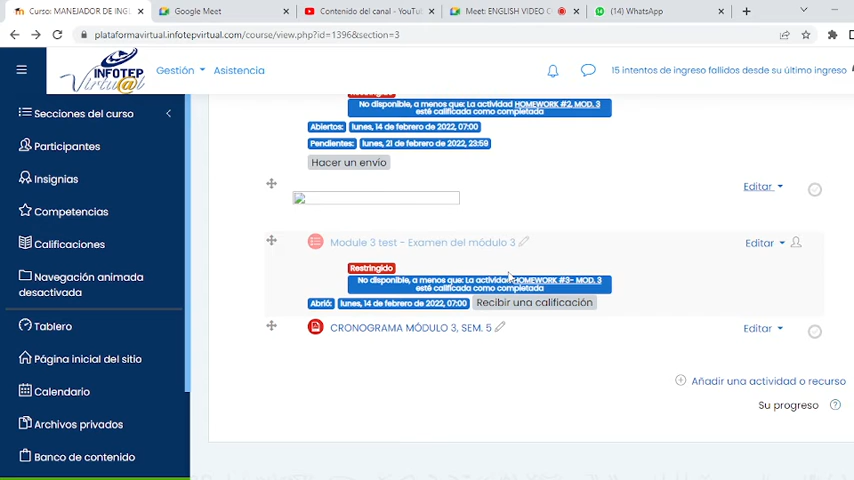 Curso: MANEJADOR DE INGL
Google Meet
Contenido del canal - YouTu
Meet: ENGLISH VIDEO C
(14) WhatsApp
plataformavirtual.infotepvirtual.com/course/view.php?id=1396&section=3
INFOTEP
Virtu@l
Gestión
Asistencia
15 intentos de ingreso fallidos desde su último ingreso
Secciones del curso
Participantes
Insignias
Competencias
Calificaciones
Navegación animada
desactivada
Tablero
Página inicial del sitio
Calendario
Archivos privados
Banco de contenido
Restringido
No disponible, a menos que: La actividad HOMEWORK #2, MOD. 3
esté calificada como completada
Abiertos: lunes, 14 de febrero de 2022, 07:00
Pendientes: lunes, 21 de febrero de 2022, 23:59
Hacer un envío
Editar
Module 3 test - Examen del módulo 3
Editar
Restringido
No disponible, a menos que: La actividad HOMEWORK #3- MOD. 3
esté calificada como completada
Abrió: lunes, 14 de febrero de 2022, 07:00 Recibir una calificación
CRONOGRAMA MÓDULO 3, SEM. 5
Editar
Añadir una actividad o recurso
Su progreso